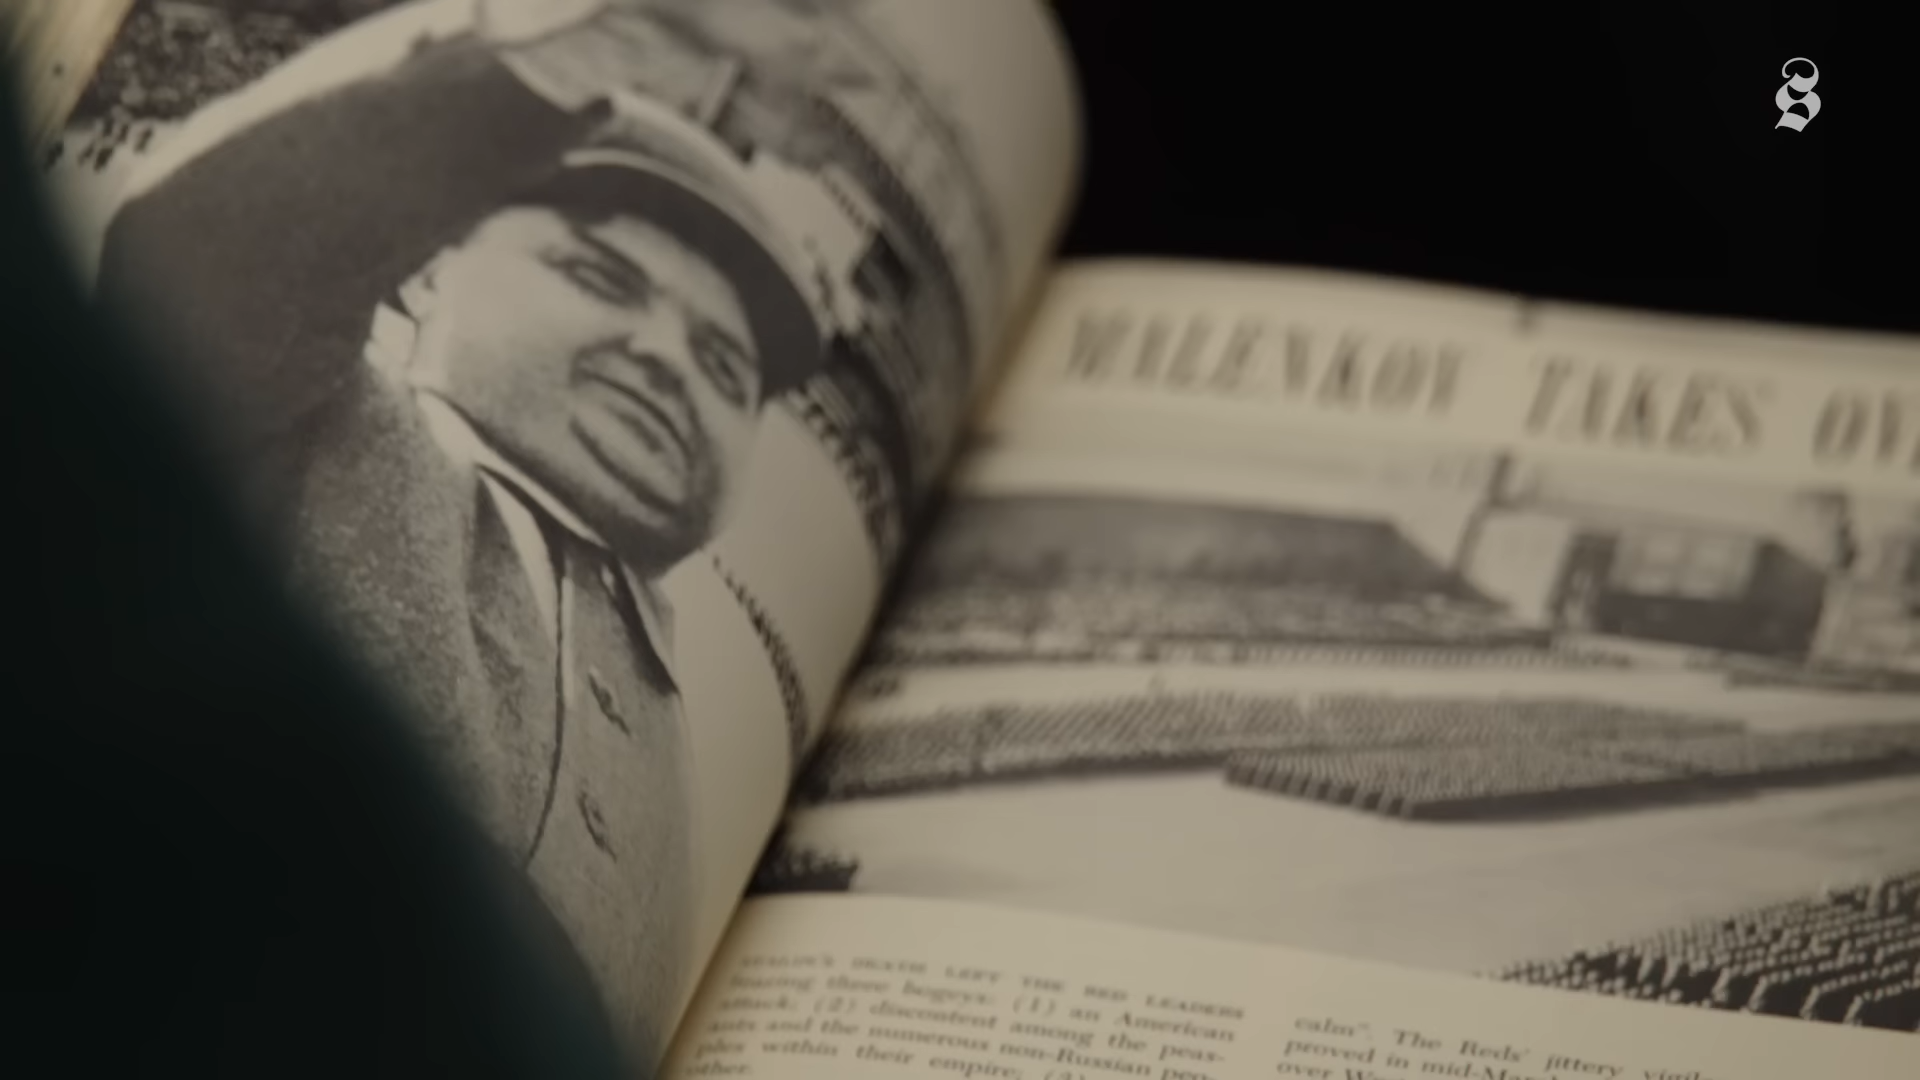 MALENKOV TAKES OV
STALIN'S DEATH LEFT THE RED LEADERS
fearing three bogeys: (1) an American
attack; (2) discontent among the peas-
ants and the numerous non-Russian peo-
ples within their empire; (3)
other.
calm". The Reds' jittery
proved in mid-Mar
over